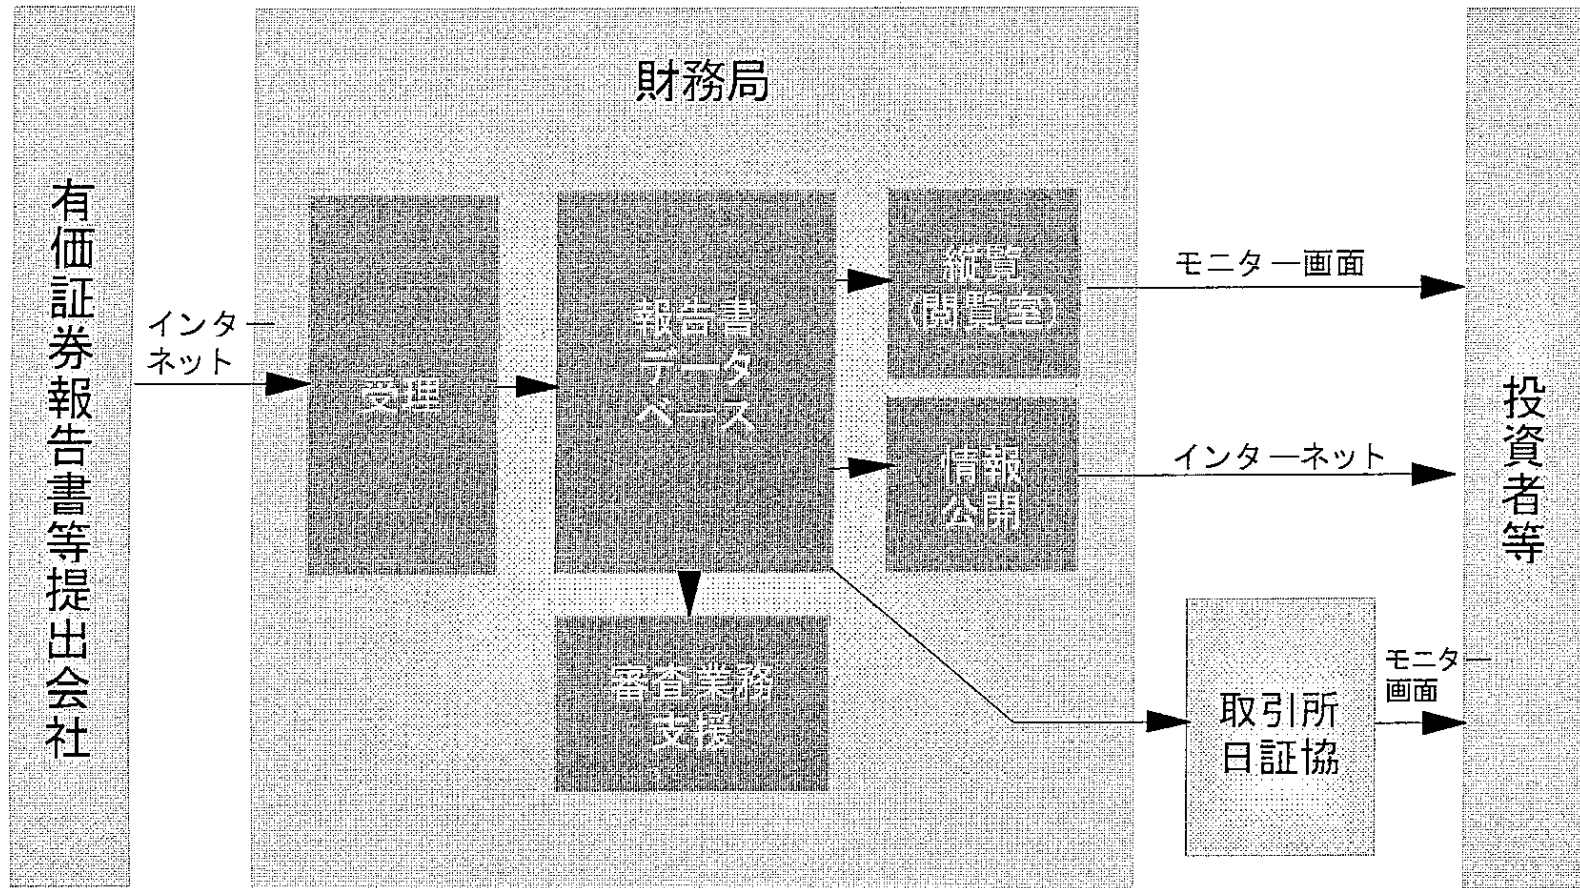 有価証券報告書等提出会社
インター
ネット
財務局
受理
報告書
データ
ベース
縦覧
(閲覧室)
情報
公開
審査業務
支援
モニター画面
インターネット
取引所
日証協
モニター
画面
投資者等